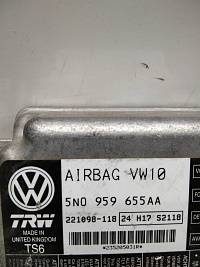 AIRBAG VW10
5N0 959 655AA
TRW
221098-118 24 H17 S2118
MADE IN
UNITED KINGDOM
TS6